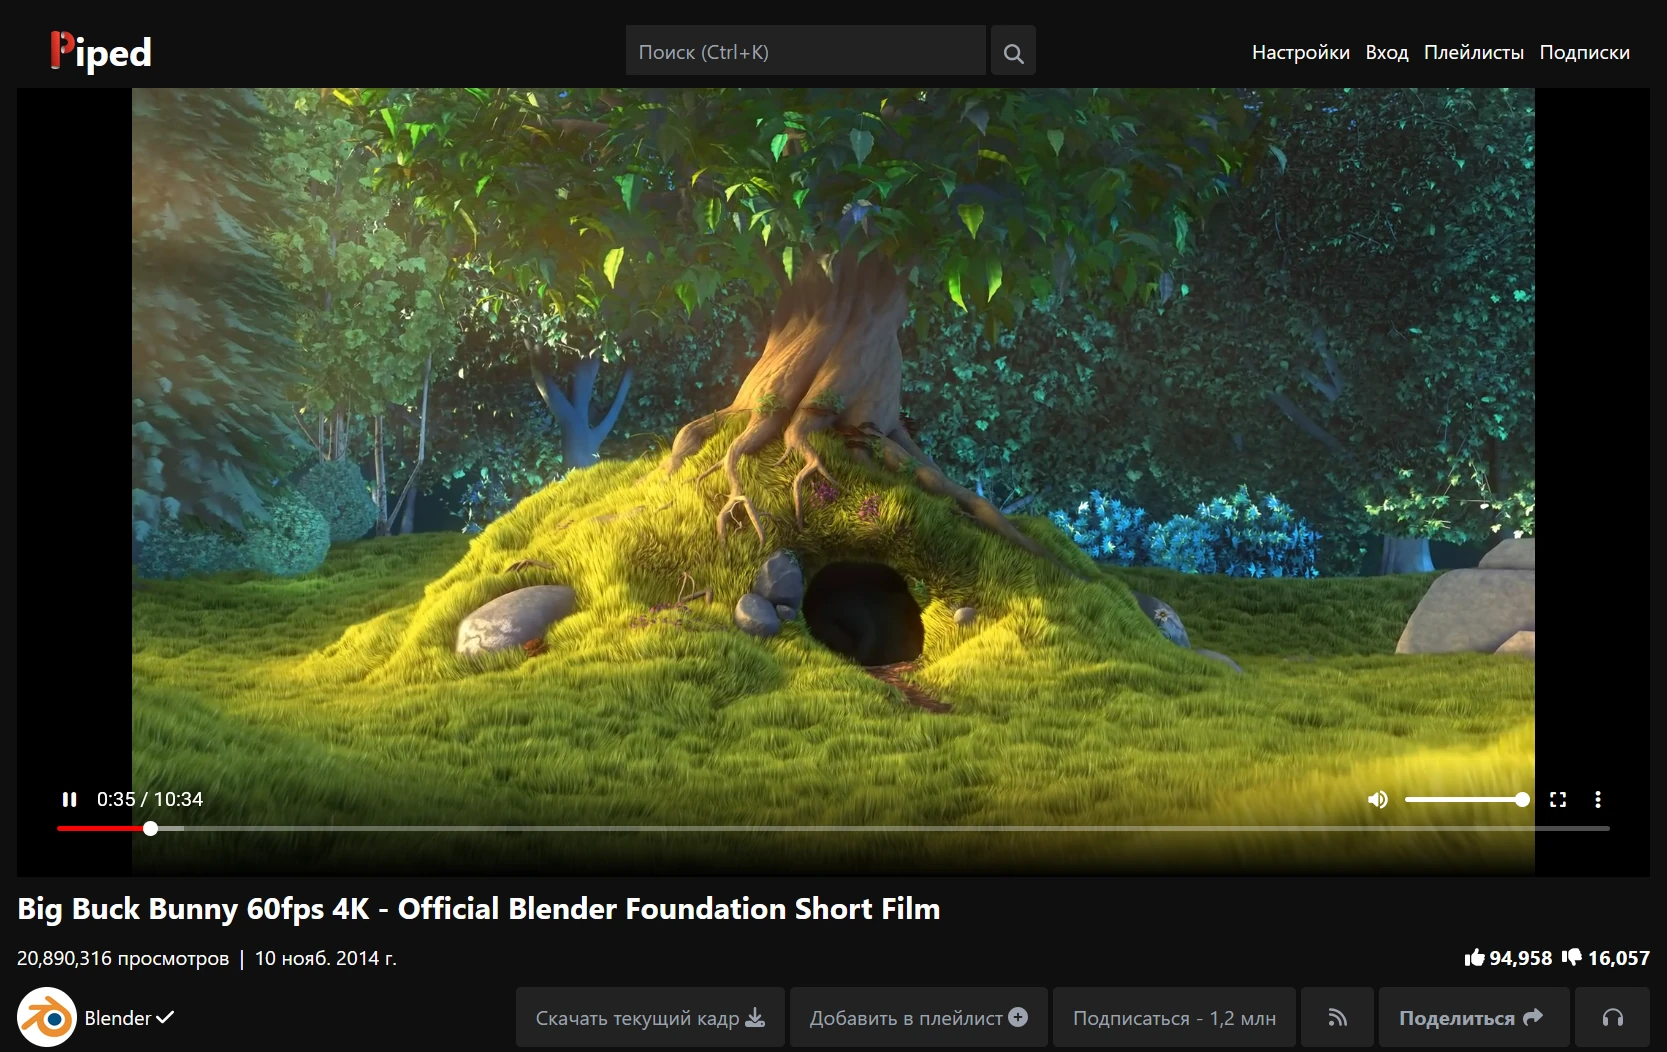 Piped
Поиск (Ctrl+K)
Настройки Вход Плейлисты Подписки
0:35 / 10:34
Big Buck Bunny 60fps 4K - Official Blender Foundation Short Film
20,890,316 просмотров | 10 нояб. 2014 г.
94,958 16,057
Blender
Скачать текущий кадр
Добавить в плейлист
Подписаться - 1,2 млн
Поделиться